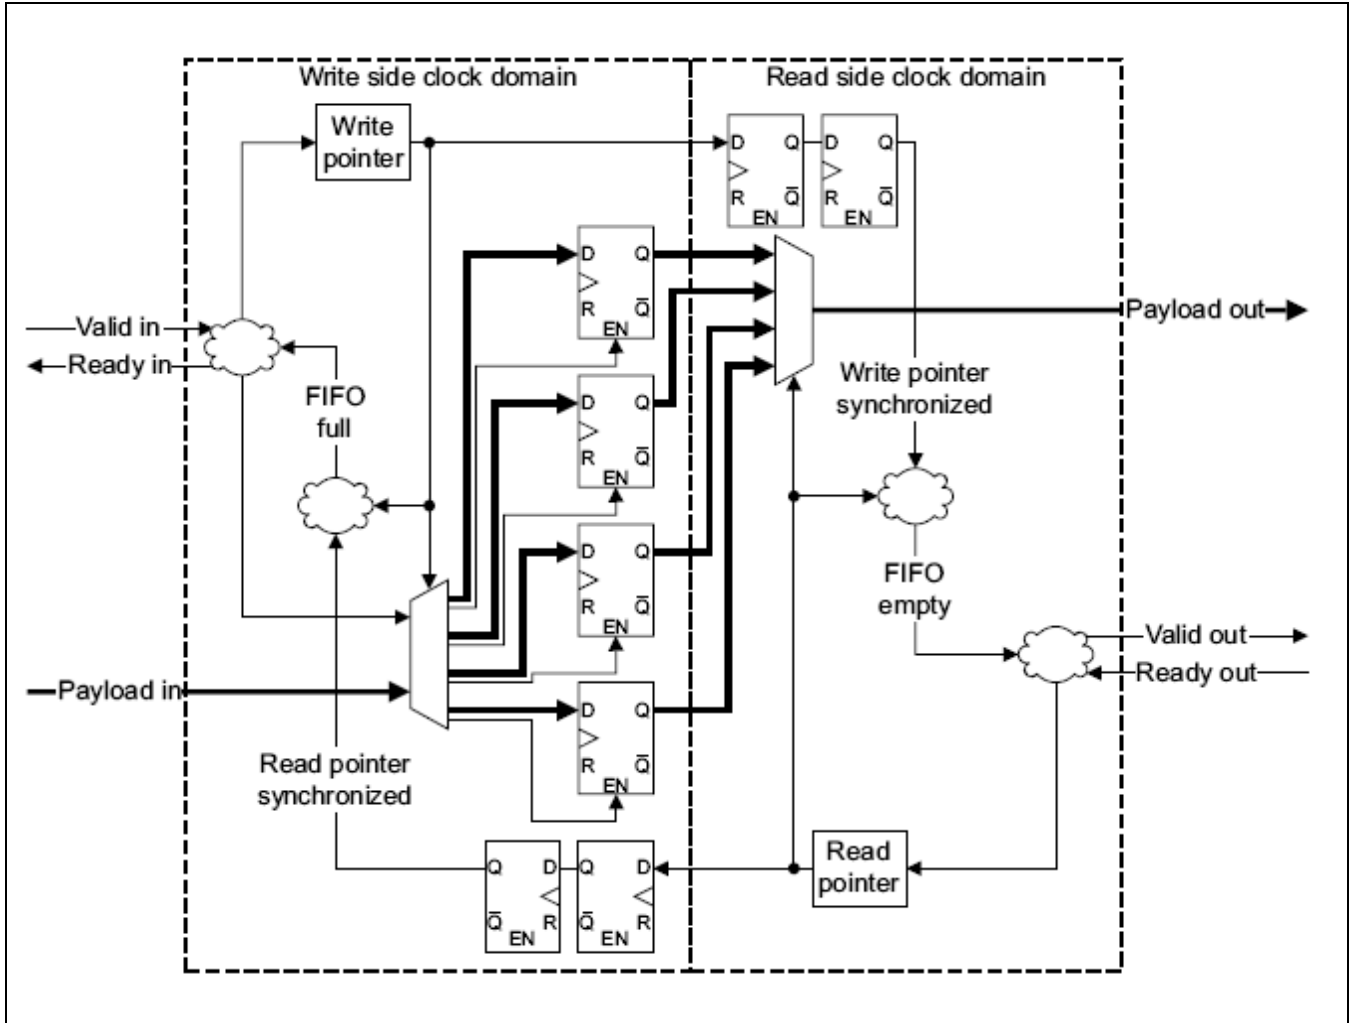 Write side clock domain
Read side clock domain
Write
pointer
D Q
R Q̅
EN
D Q
R Q̅
EN
D Q
R Q̅
EN
Valid in
Ready in
Payload out
FIFO
full
D Q
R Q̅
EN
Write pointer
synchronized
D Q
R Q̅
EN
FIFO
empty
Valid out
Ready out
Payload in
D Q
R Q̅
EN
Read pointer
synchronized
Q D
Q̅ R
EN
Q D
Q̅ R
EN
Read
pointer